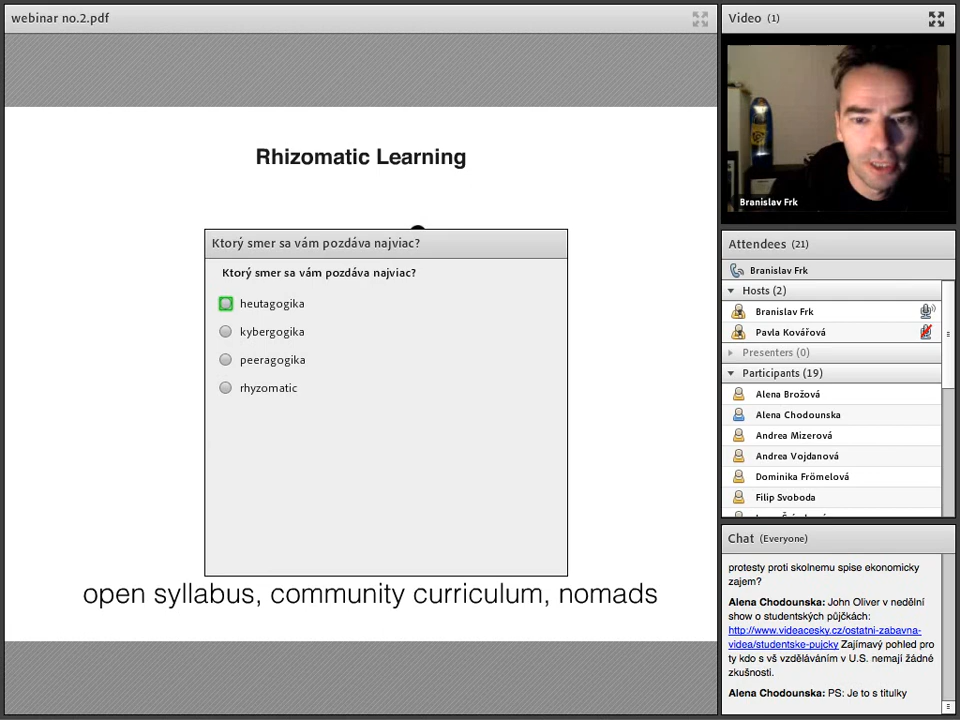 webinar no.2.pdf
Rhizomatic Learning
Ktorý smer sa vám pozdáva najviac?
Ktorý smer sa vám pozdáva najviac?
heutagogika
kybergogika
peeragogika
rhyzomatic
open syllabus, community curriculum, nomads
Video (1)
Branislav Frk
Attendees (21)
Branislav Frk
Hosts (2)
Branislav Frk
Pavla Kovářová
Presenters (0)
Participants (19)
Alena Brožová
Alena Chodounska
Andrea Mizerová
Andrea Vojdanová
Dominika Frömelová
Filip Svoboda
Chat (Everyone)
protesty proti skolnemu spise ekonomicky
zajem?
Alena Chodounska: John Oliver v nedělní
show o studentských půjčkách:
http://www.videacesky.cz/ostatni-zabavna-
videa/studentske-pujcky Zajímavý pohled pro
ty kdo s vš vzděláváním v U.S. nemají žádné
zkušnosti.
Alena Chodounska: PS: Je to s titulky